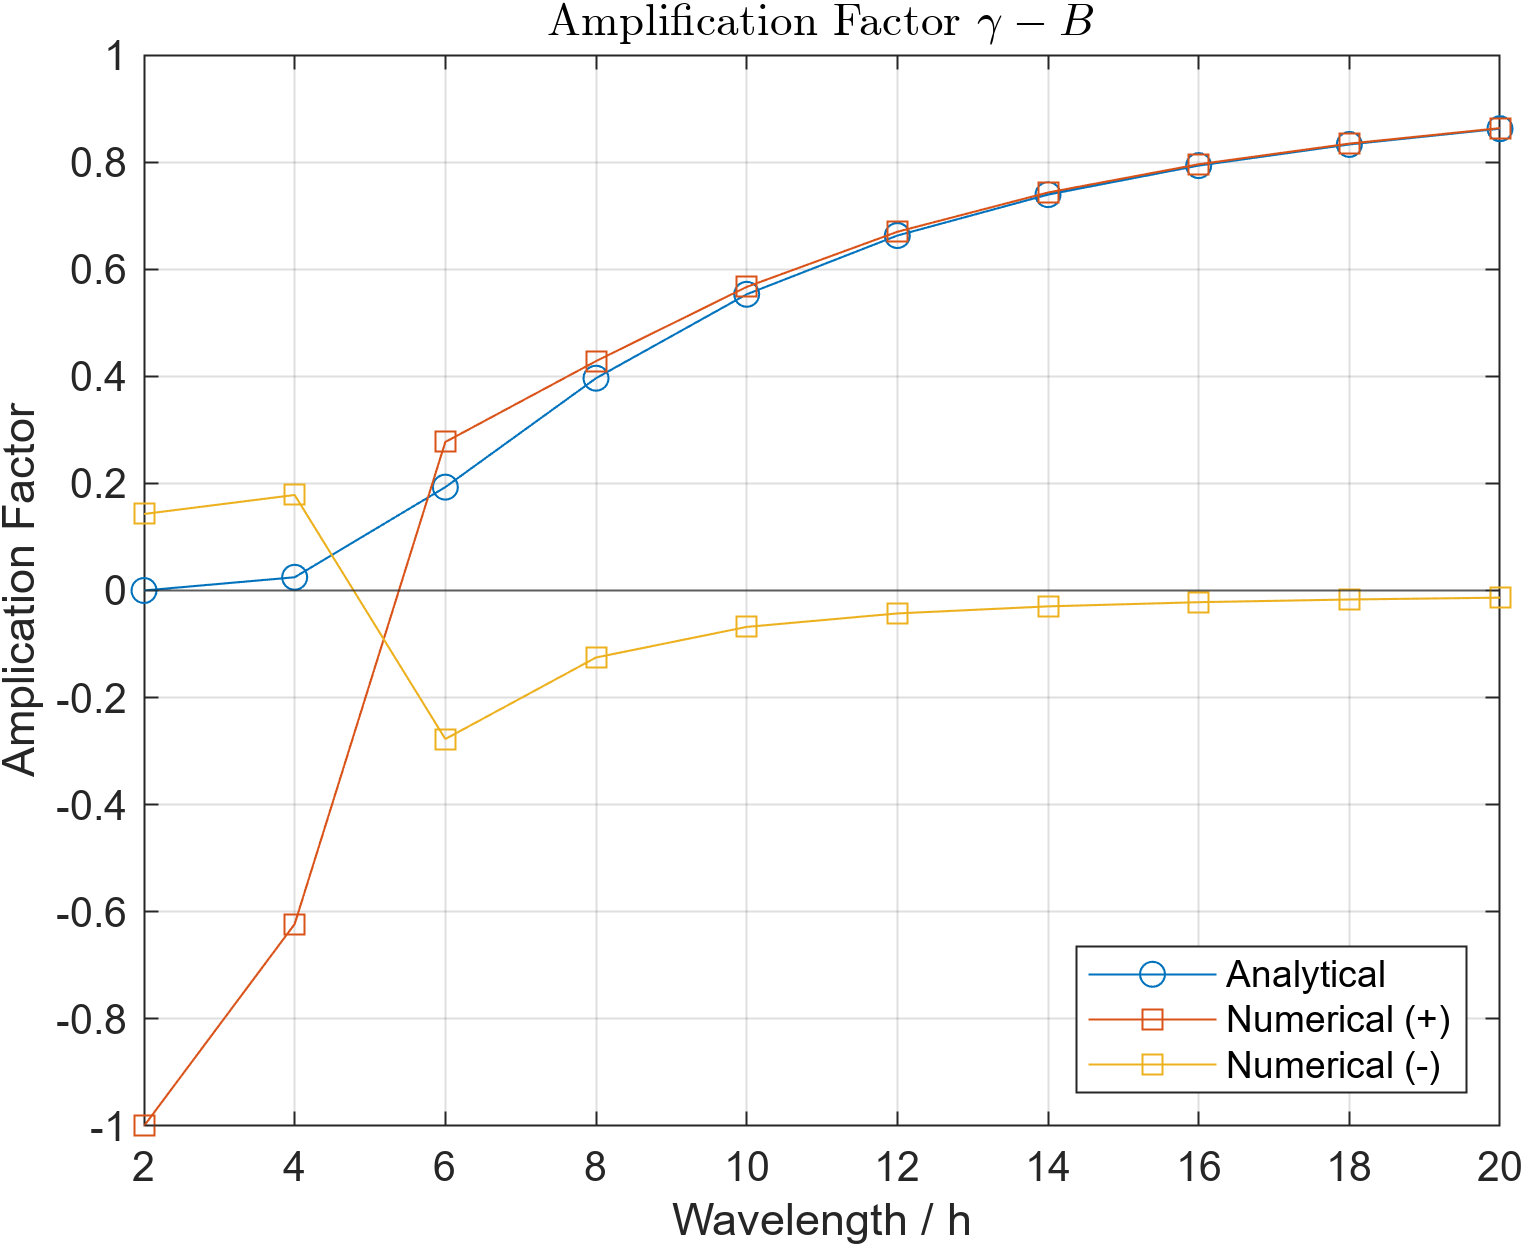 Amplification Factor γ − B
1
0.8
0.6
0.4
0.2
0
-0.2
-0.4
-0.6
-0.8
-1
Amplication Factor
2 4 6 8 10 12 14 16 18 20
Wavelength / h
Analytical
Numerical (+)
Numerical (-)